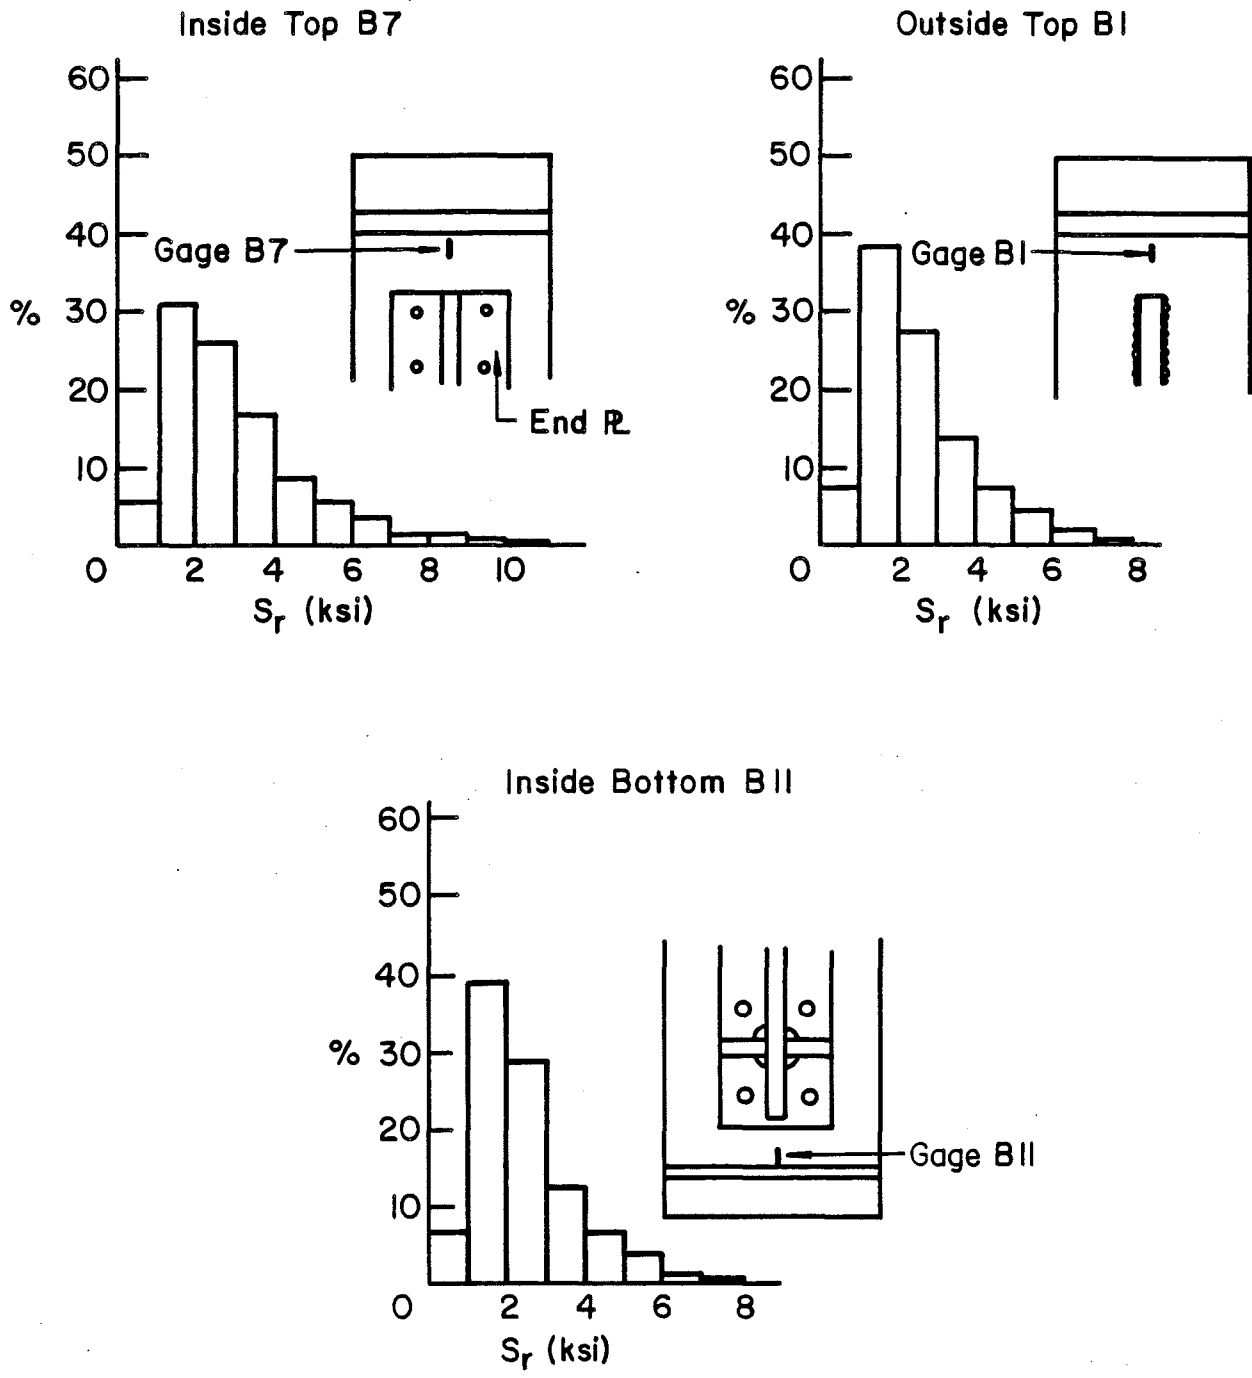 Inside Top B7
60
50
40
% 30
20
10
0 2 4 6 8 10
Sr (ksi)
Gage B7
End PL
Outside Top B1
60
50
40
% 30
20
10
0 2 4 6 8
Sr (ksi)
Gage B1
Inside Bottom B11
60
50
40
% 30
20
10
0 2 4 6 8
Sr (ksi)
Gage B11